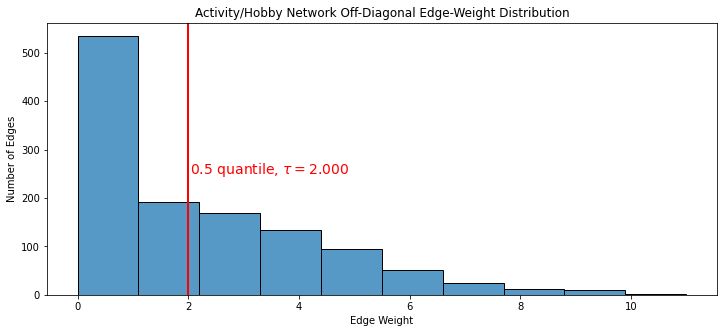 Activity/Hobby Network Off-Diagonal Edge-Weight Distribution
Number of Edges
500
400
300
200
100
0
0.5 quantile, τ = 2.000
0 2 4 6 8 10
Edge Weight